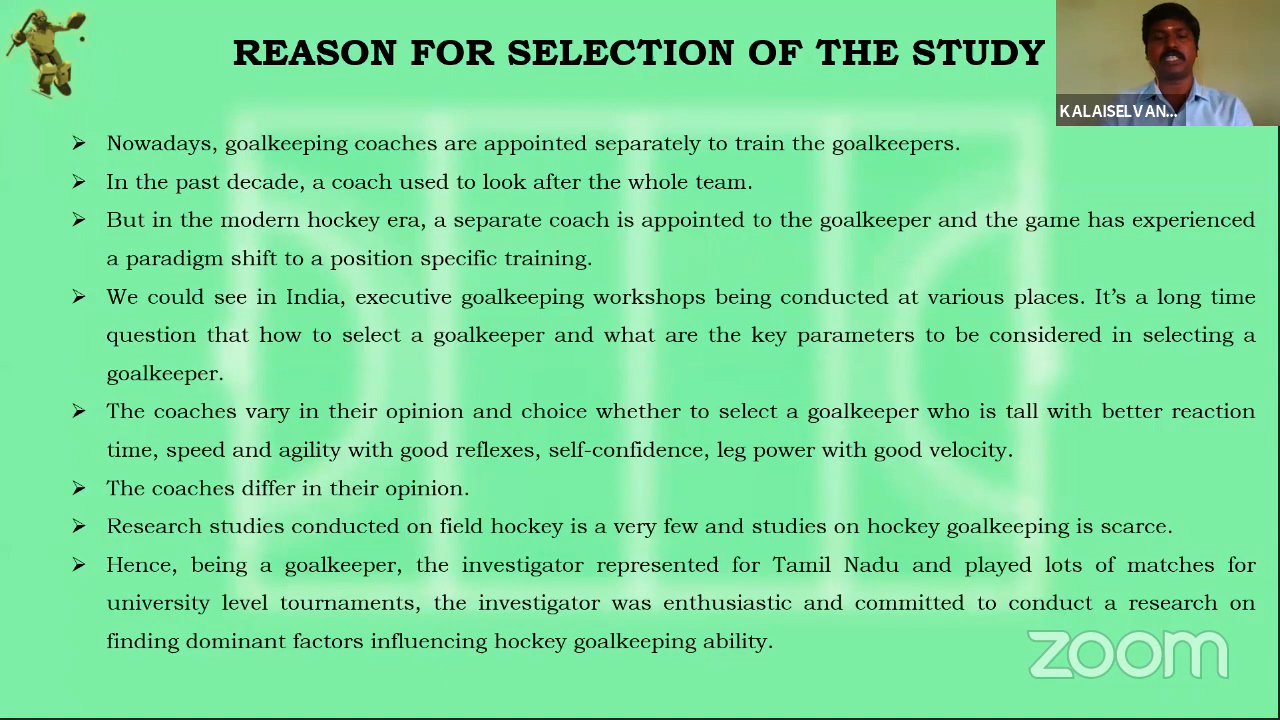 REASON FOR SELECTION OF THE STUDY
KALAISELVAN...
➢ Nowadays, goalkeeping coaches are appointed separately to train the goalkeepers.
➢ In the past decade, a coach used to look after the whole team.
➢ But in the modern hockey era, a separate coach is appointed to the goalkeeper and the game has experienced
a paradigm shift to a position specific training.
➢ We could see in India, executive goalkeeping workshops being conducted at various places. It’s a long time
question that how to select a goalkeeper and what are the key parameters to be considered in selecting a
goalkeeper.
➢ The coaches vary in their opinion and choice whether to select a goalkeeper who is tall with better reaction
time, speed and agility with good reflexes, self-confidence, leg power with good velocity.
➢ The coaches differ in their opinion.
➢ Research studies conducted on field hockey is a very few and studies on hockey goalkeeping is scarce.
➢ Hence, being a goalkeeper, the investigator represented for Tamil Nadu and played lots of matches for
university level tournaments, the investigator was enthusiastic and committed to conduct a research on
finding dominant factors influencing hockey goalkeeping ability.
zoom